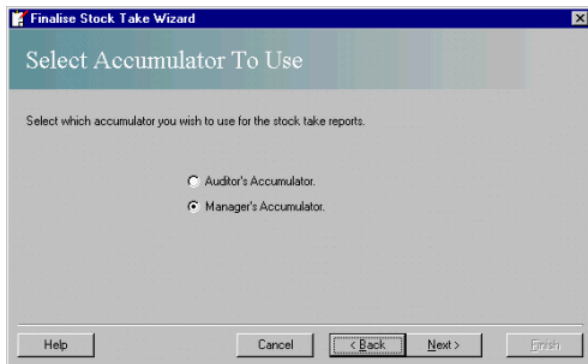 Finalise Stock Take Wizard
Select Accumulator To Use
Select which accumulator you wish to use for the stock take reports.
Auditor's Accumulator.
Manager's Accumulator.
Help Cancel < Back Next > Finish